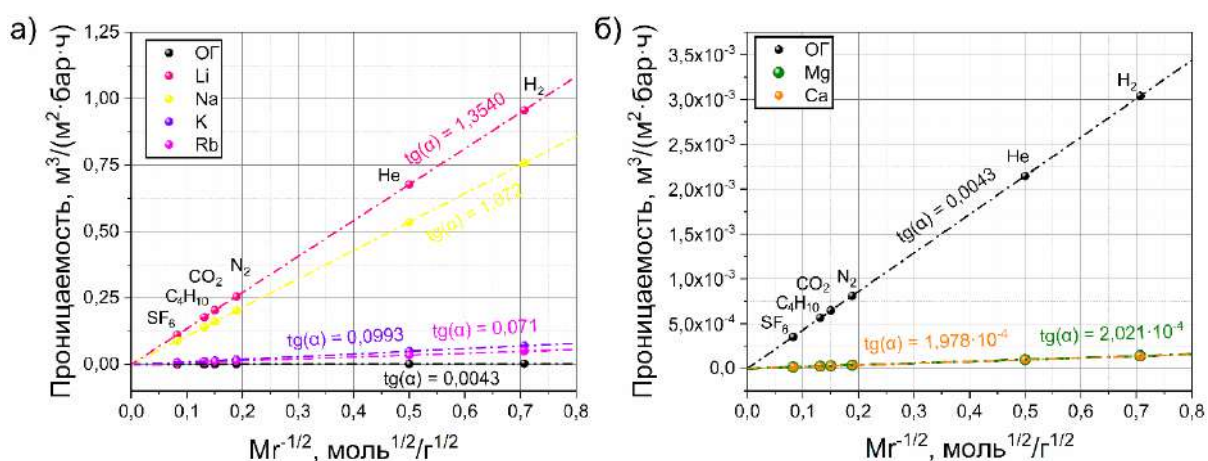 а)
Проницаемость, м³/(м²·бар·ч)
1,25
1,00
0,75
0,50
0,25
0,00
ОГ
Li
Na
K
Rb
H₂
tg(α) = 1,3540
He
tg(α) = 1,072
N₂
CO₂
C₄H₁₀
SF₆
tg(α) = 0,0993
tg(α) = 0,071
tg(α) = 0,0043
0,0 0,1 0,2 0,3 0,4 0,5 0,6 0,7 0,8
Mr⁻¹/², моль¹/²/г¹/²
б)
Проницаемость, м³/(м²·бар·ч)
3,5x10⁻³
3,0x10⁻³
2,5x10⁻³
2,0x10⁻³
1,5x10⁻³
1,0x10⁻³
5,0x10⁻⁴
0,0
ОГ
Mg
Ca
H₂
He
tg(α) = 0,0043
N₂
CO₂
C₄H₁₀
SF₆
tg(α) = 1,978·10⁻⁴
tg(α) = 2,021·10⁻⁴
0,0 0,1 0,2 0,3 0,4 0,5 0,6 0,7 0,8
Mr⁻¹/², моль¹/²/г¹/²